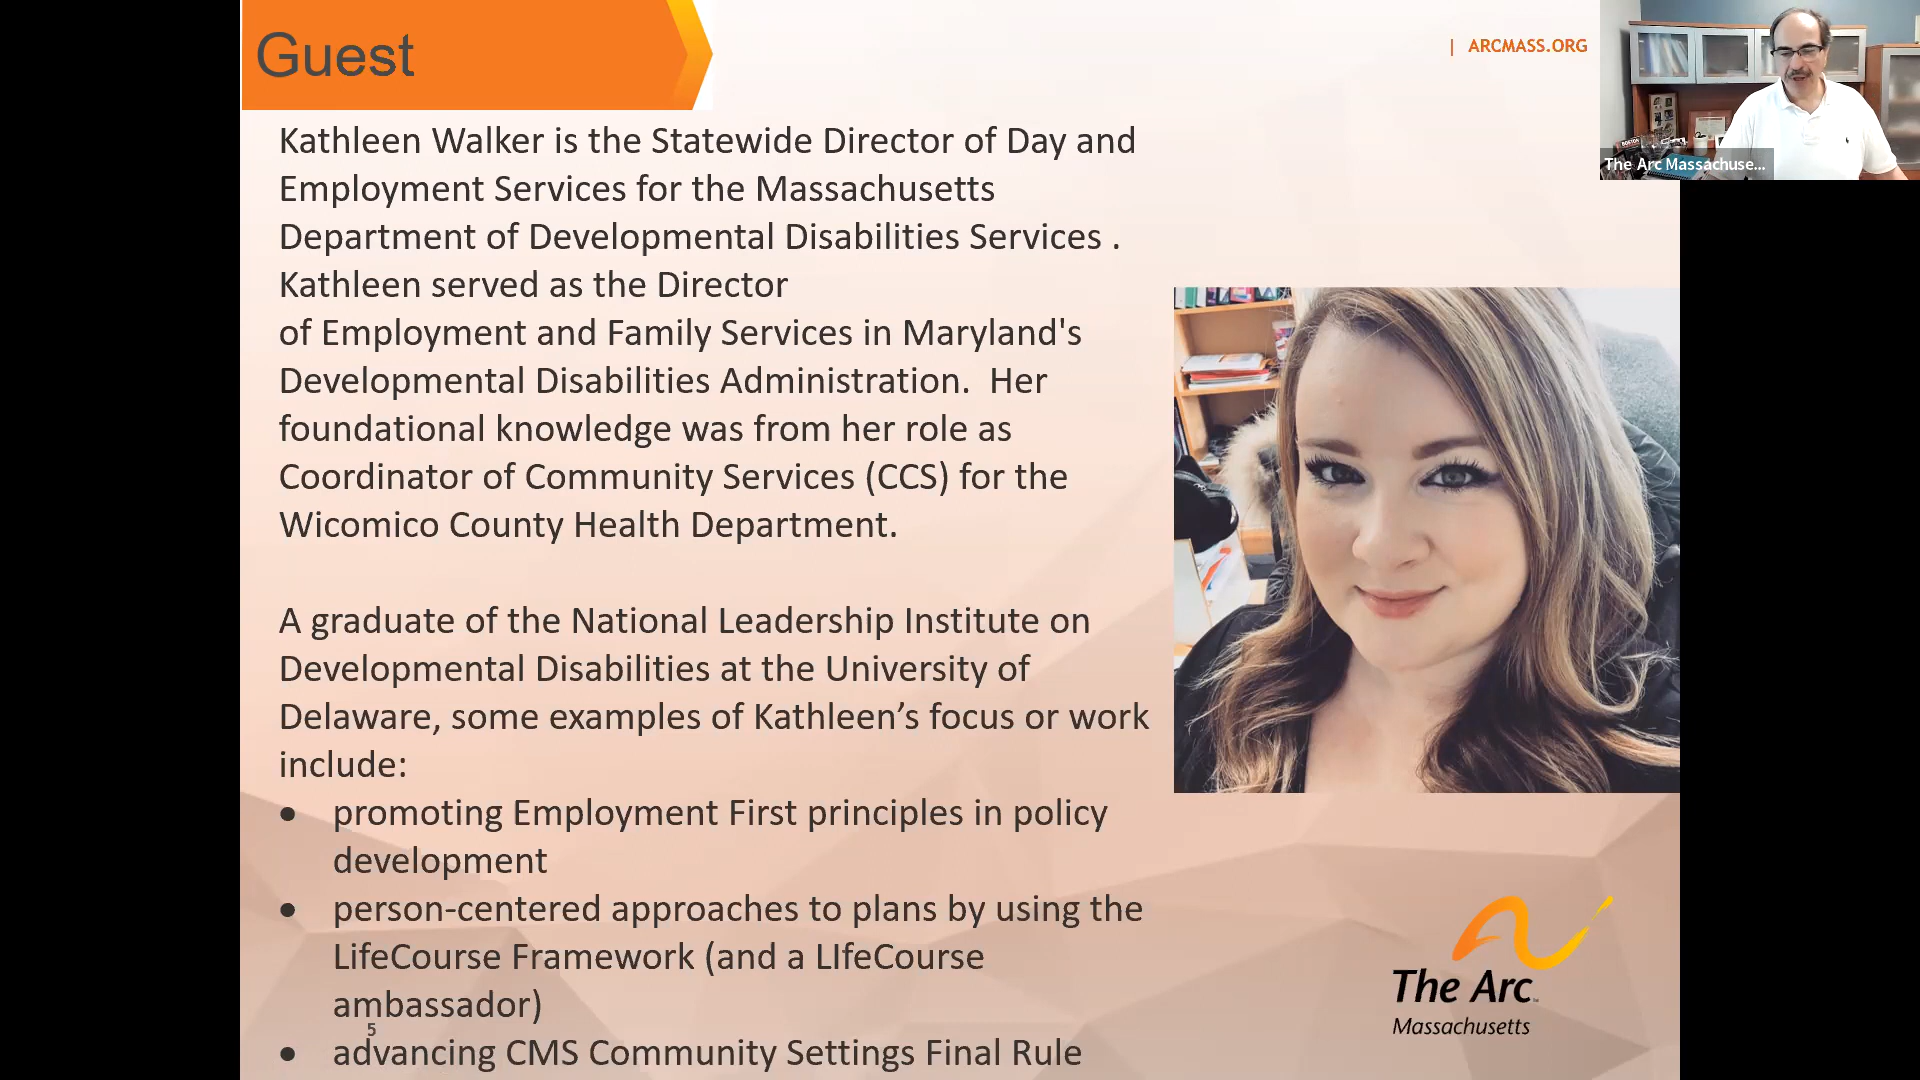 Guest
| ARCMASS.ORG
The Arc Massachuse...
Kathleen Walker is the Statewide Director of Day and
Employment Services for the Massachusetts
Department of Developmental Disabilities Services .
Kathleen served as the Director
of Employment and Family Services in Maryland's
Developmental Disabilities Administration.  Her
foundational knowledge was from her role as
Coordinator of Community Services (CCS) for the
Wicomico County Health Department.
A graduate of the National Leadership Institute on
Developmental Disabilities at the University of
Delaware, some examples of Kathleen’s focus or work
include:
• promoting Employment First principles in policy
development
• person-centered approaches to plans by using the
LifeCourse Framework (and a LIfeCourse
ambassador)
5
• advancing CMS Community Settings Final Rule
The Arc
Massachusetts